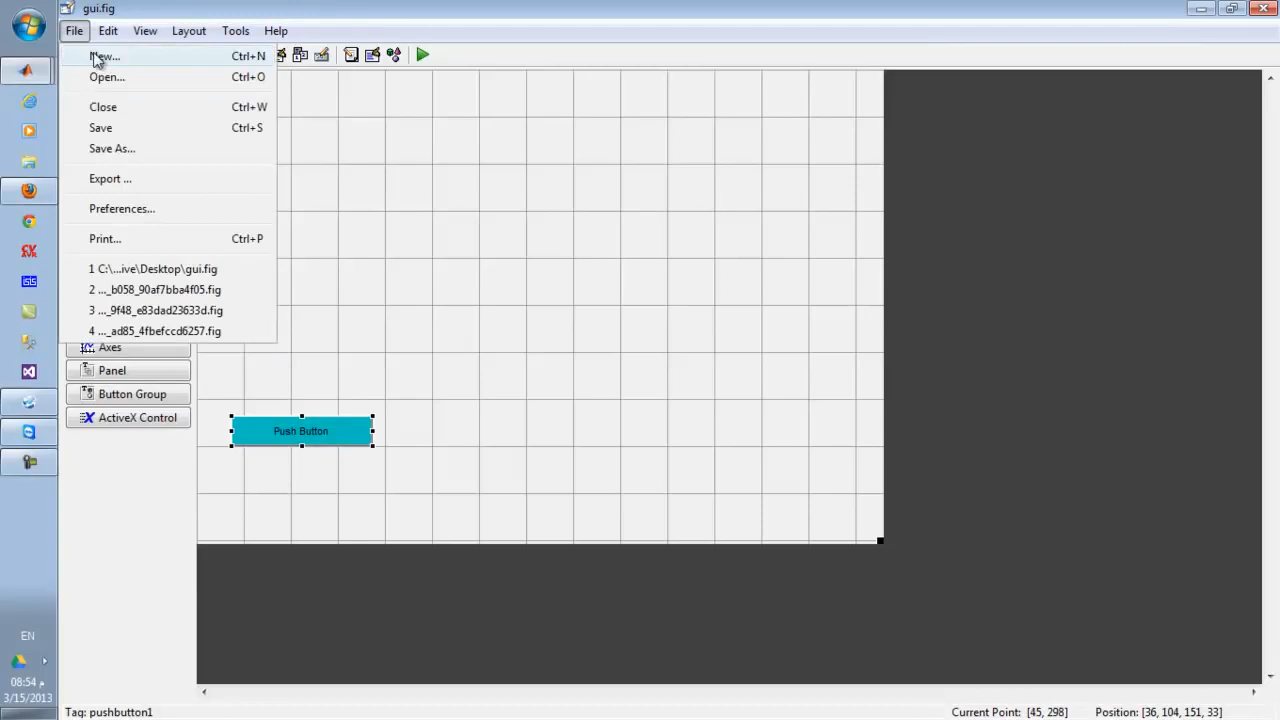 gui.fig
File Edit View Layout Tools Help
New... Ctrl+N
Open... Ctrl+O
Close Ctrl+W
Save Ctrl+S
Save As...
Export ...
Preferences...
Print... Ctrl+P
1 C:\...ive\Desktop\gui.fig
2 ..._b058_90af7bba4f05.fig
3 ..._9f48_e83dad23633d.fig
4 ..._ad85_4fbefccd6257.fig
Axes
Panel
Button Group
ActiveX Control
Push Button
EN
08:54 م
3/15/2013
Tag: pushbutton1
Current Point: [45, 298]
Position: [36, 104, 151, 33]